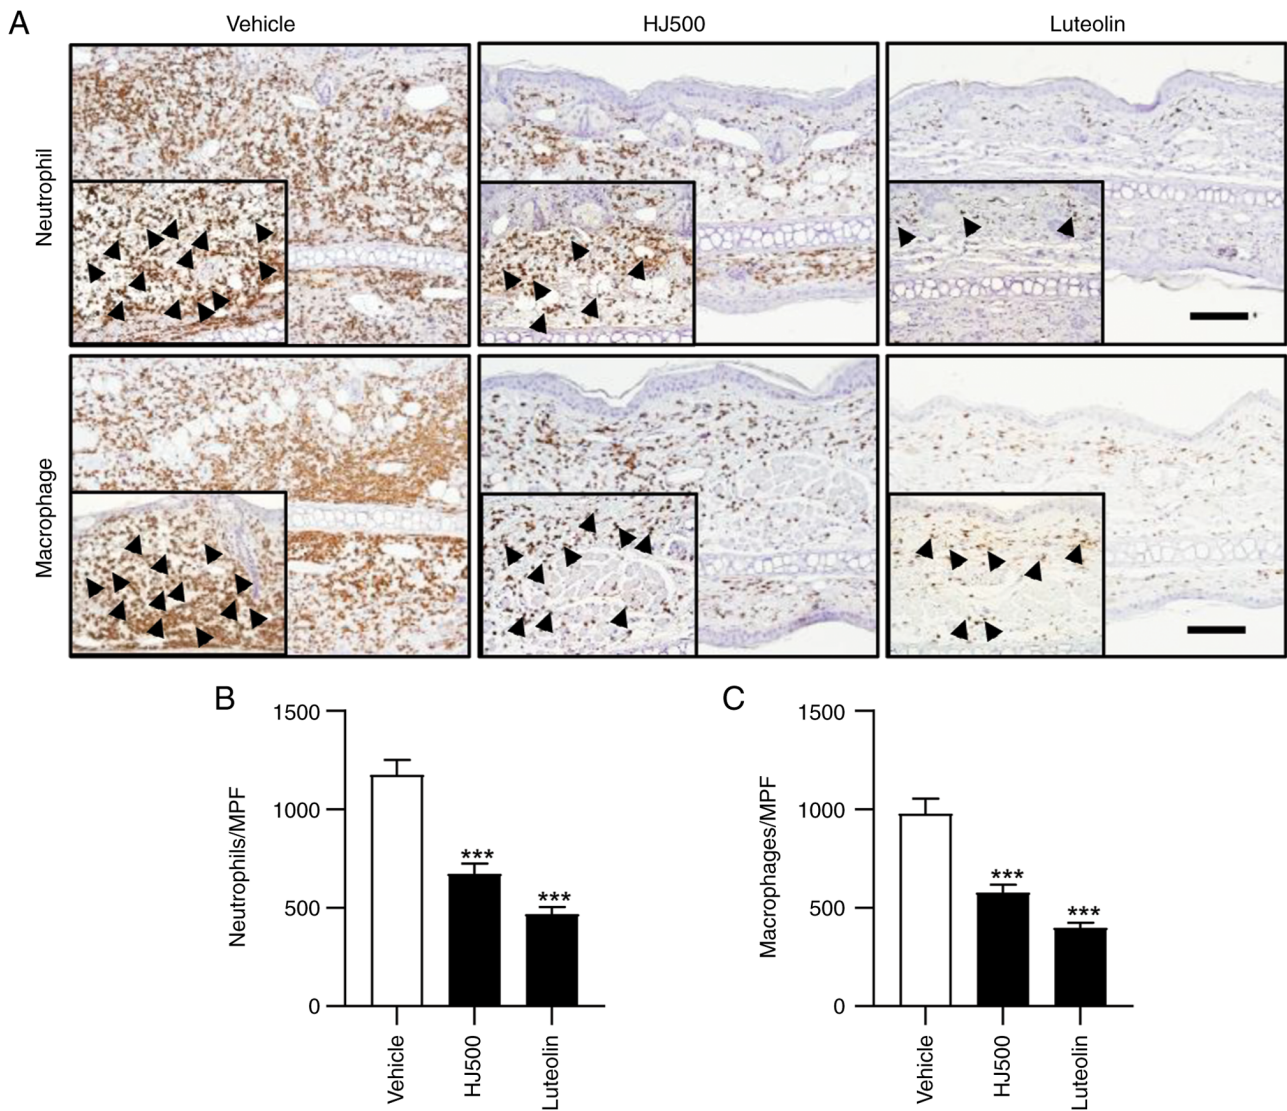 A
Vehicle
HJ500
Luteolin
Neutrophil
Macrophage
B
Neutrophils/MPF
1500
1000
500
0
***
***
Vehicle
HJ500
Luteolin
C
Macrophages/MPF
1500
1000
500
0
***
***
Vehicle
HJ500
Luteolin